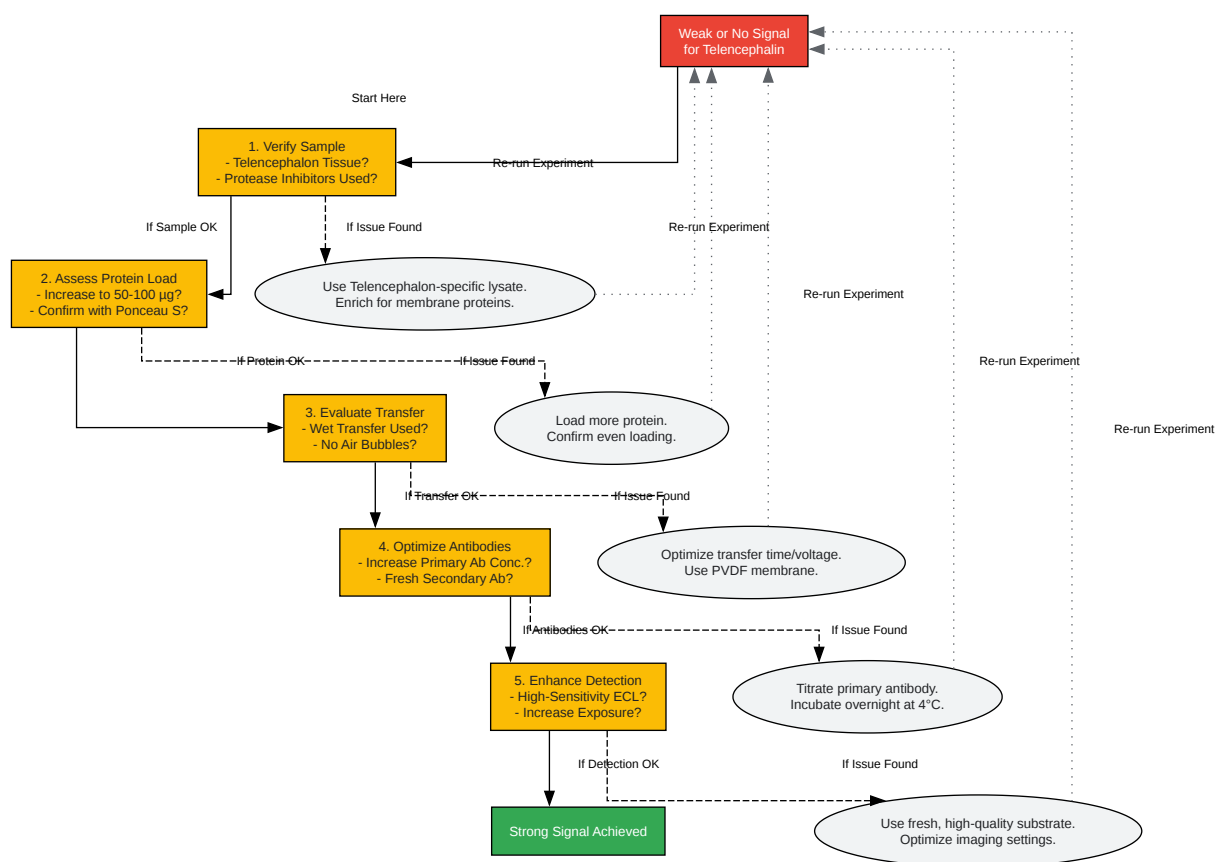 Weak or No Signal
for Telencephalin
Start Here
1. Verify Sample
- Telencephalon Tissue?
- Protease Inhibitors Used?
Re-run Experiment
If Sample OK
If Issue Found
Re-run Experiment
2. Assess Protein Load
- Increase to 50-100 µg?
- Confirm with Ponceau S?
Use Telencephalon-specific lysate.
Enrich for membrane proteins.
Re-run Experiment
If Protein OK
If Issue Found
Re-run Experiment
3. Evaluate Transfer
- Wet Transfer Used?
- No Air Bubbles?
Load more protein.
Confirm even loading.
Re-run Experiment
If Transfer OK
If Issue Found
4. Optimize Antibodies
- Increase Primary Ab Conc.?
- Fresh Secondary Ab?
Optimize transfer time/voltage.
Use PVDF membrane.
If Antibodies OK
If Issue Found
5. Enhance Detection
- High-Sensitivity ECL?
- Increase Exposure?
Titrate primary antibody.
Incubate overnight at 4°C.
If Detection OK
If Issue Found
Strong Signal Achieved
Use fresh, high-quality substrate.
Optimize imaging settings.